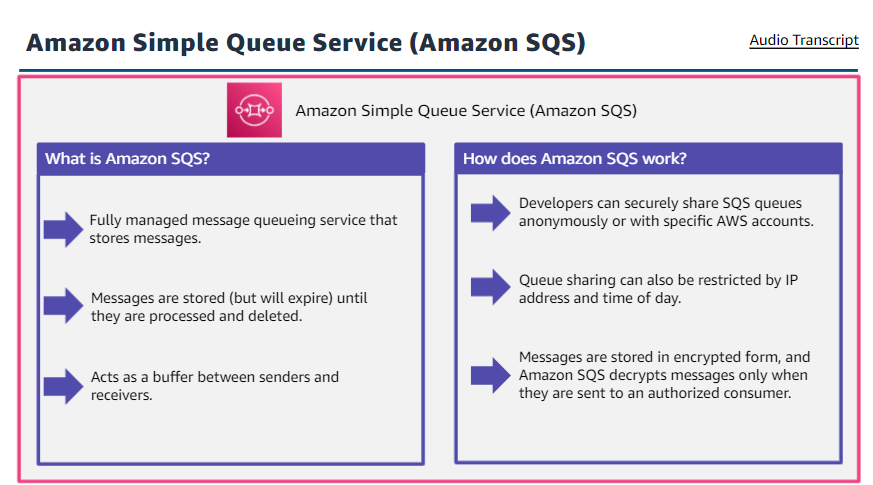 Amazon Simple Queue Service (Amazon SQS)
Audio Transcript
Amazon Simple Queue Service (Amazon SQS)
What is Amazon SQS?
Fully managed message queueing service that
stores messages.
Messages are stored (but will expire) until
they are processed and deleted.
Acts as a buffer between senders and
receivers.
How does Amazon SQS work?
Developers can securely share SQS queues
anonymously or with specific AWS accounts.
Queue sharing can also be restricted by IP
address and time of day.
Messages are stored in encrypted form, and
Amazon SQS decrypts messages only when
they are sent to an authorized consumer.